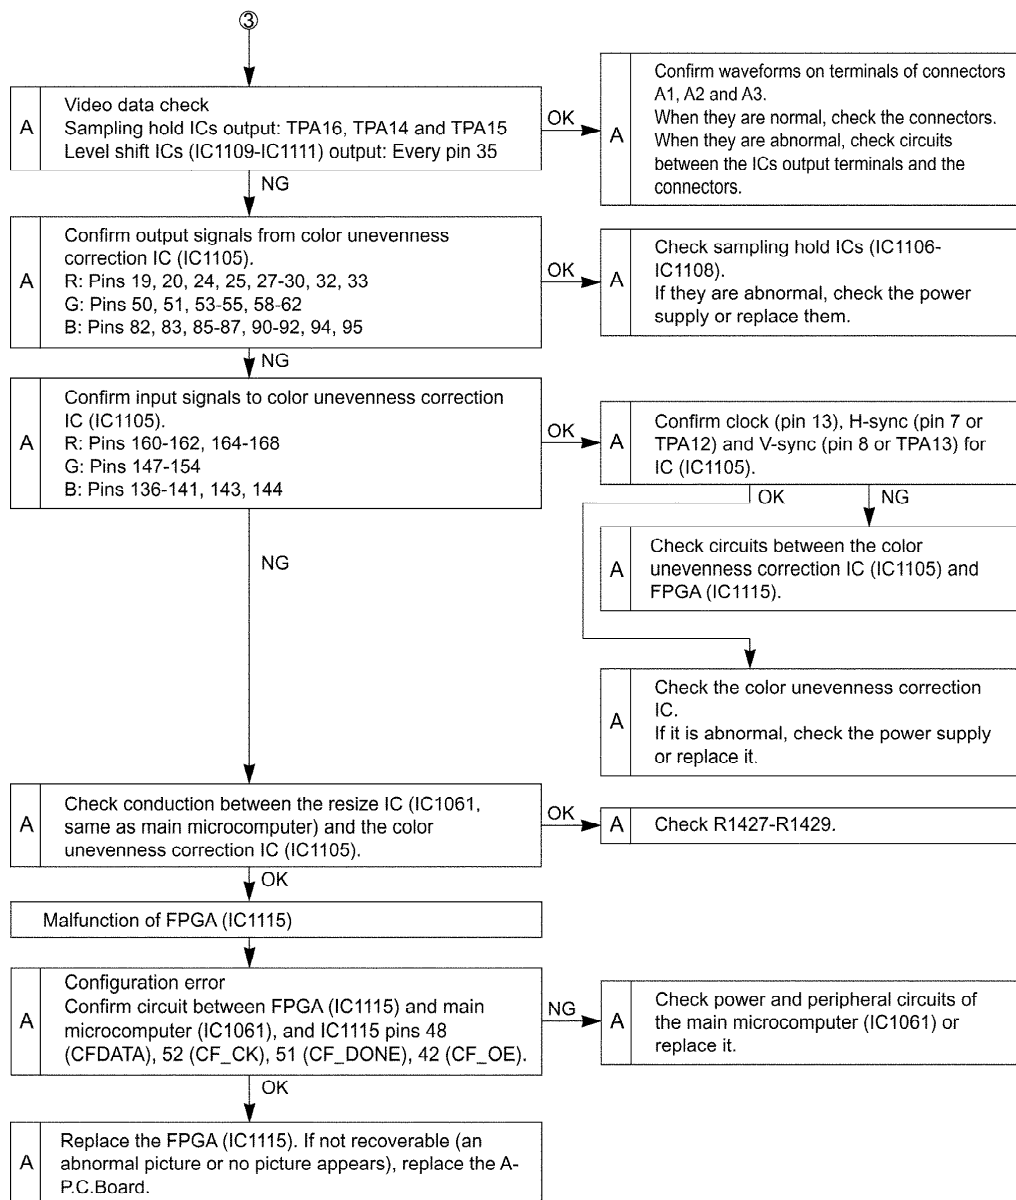 3
A
Video data check
Sampling hold ICs output: TPA16, TPA14 and TPA15
Level shift ICs (IC1109-IC1111) output: Every pin 35
OK
A
Confirm waveforms on terminals of connectors
A1, A2 and A3.
When they are normal, check the connectors.
When they are abnormal, check circuits
between the ICs output terminals and the
connectors.
NG
A
Confirm output signals from color unevenness
correction IC (IC1105).
R: Pins 19, 20, 24, 25, 27-30, 32, 33
G: Pins 50, 51, 53-55, 58-62
B: Pins 82, 83, 85-87, 90-92, 94, 95
OK
A
Check sampling hold ICs (IC1106-
IC1108).
If they are abnormal, check the power
supply or replace them.
NG
A
Confirm input signals to color unevenness correction
IC (IC1105).
R: Pins 160-162, 164-168
G: Pins 147-154
B: Pins 136-141, 143, 144
OK
A
Confirm clock (pin 13), H-sync (pin 7 or
TPA12) and V-sync (pin 8 or TPA13) for
IC (IC1105).
OK
NG
A
Check circuits between the color
unevenness correction IC (IC1105) and
FPGA (IC1115).
NG
A
Check the color unevenness correction
IC.
If it is abnormal, check the power supply
or replace it.
A
Check conduction between the resize IC (IC1061,
same as main microcomputer) and the color
unevenness correction IC (IC1105).
OK
A
Check R1427-R1429.
OK
Malfunction of FPGA (IC1115)
A
Configuration error
Confirm circuit between FPGA (IC1115) and main
microcomputer (IC1061), and IC1115 pins 48
(CFDATA), 52 (CF_CK), 51 (CF_DONE), 42 (CF_OE).
NG
A
Check power and peripheral circuits of
the main microcomputer (IC1061) or
replace it.
OK
A
Replace the FPGA (IC1115). If not recoverable (an
abnormal picture or no picture appears), replace the A-
P.C.Board.